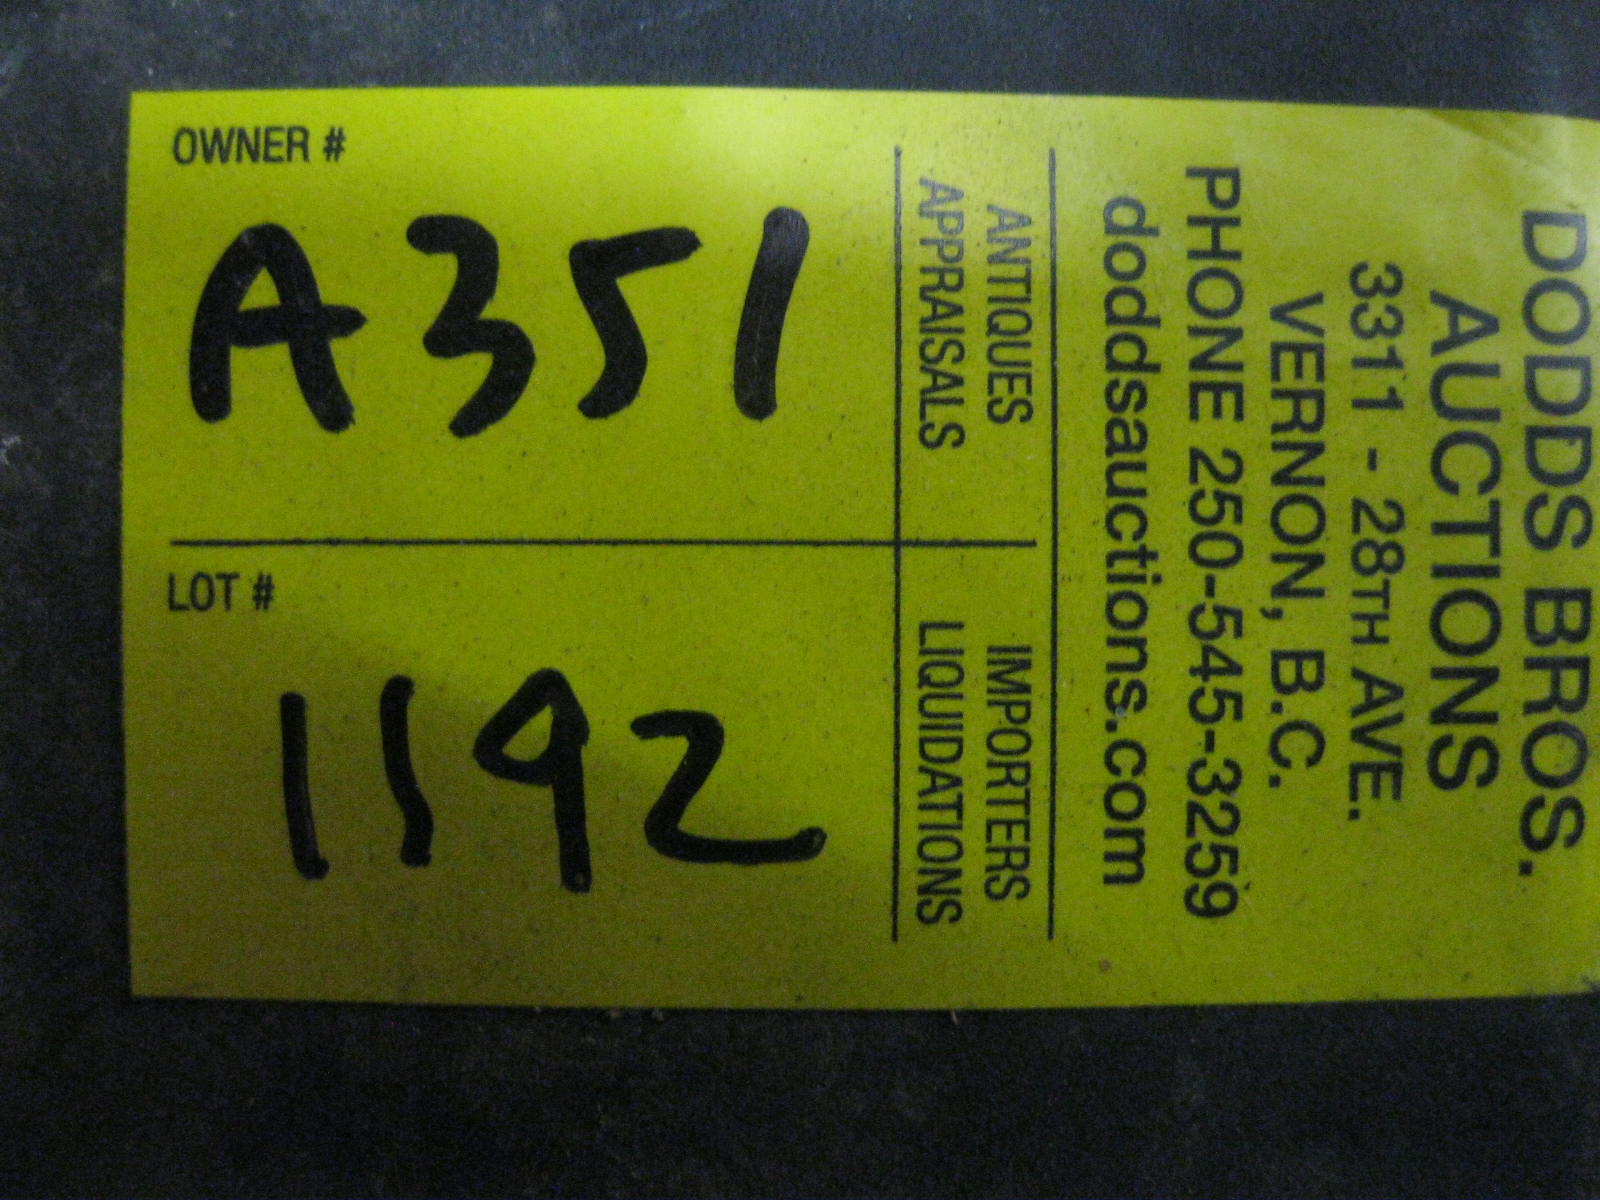 OWNER #
A351
LOT #
1192
DODDS BROS.
AUCTIONS
3311 - 28TH AVE.
VERNON, B.C.
PHONE 250-545-3259
doddsauctions.com
ANTIQUES
APPRAISALS
IMPORTERS
LIQUIDATIONS